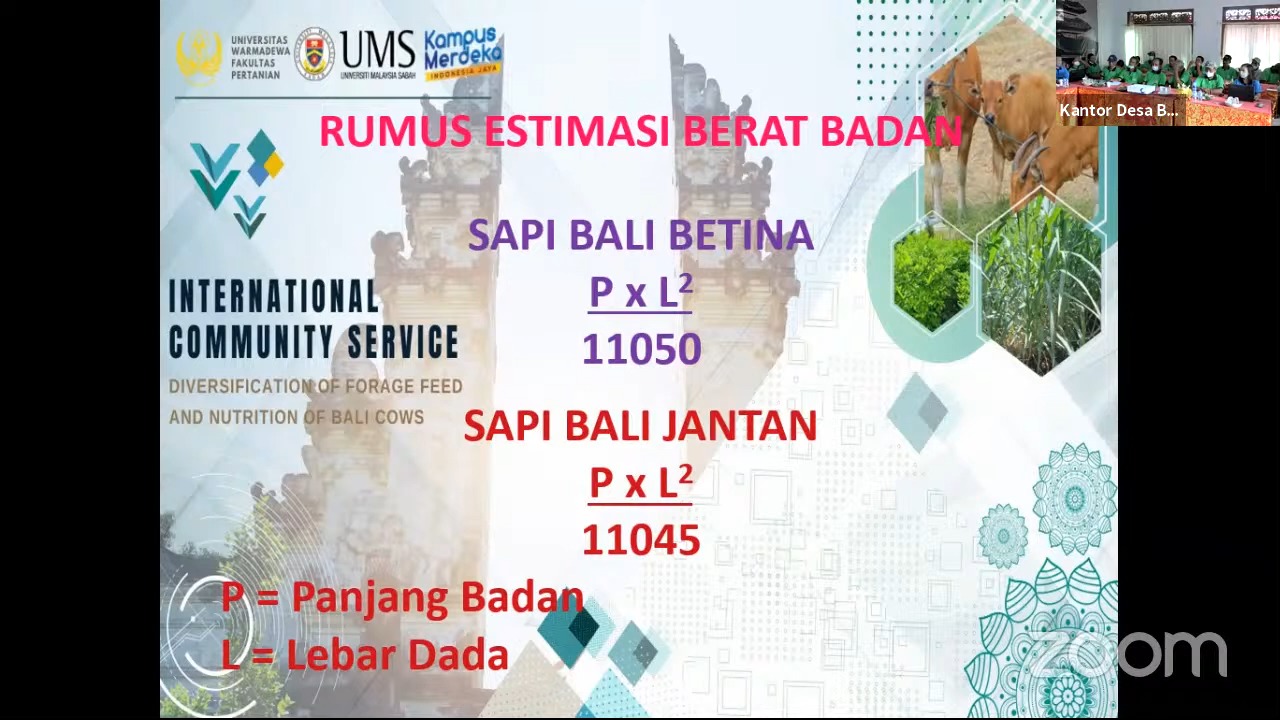 UNIVERSITAS
WARMADEWA
FAKULTAS
PERTANIAN
UMS
UNIVERSITI MALAYSIA SABAH
Kampus
Merdeka
INDONESIA JAYA
Kantor Desa B...
RUMUS ESTIMASI BERAT BADAN
SAPI BALI BETINA
P x L²
11050
INTERNATIONAL
COMMUNITY SERVICE
DIVERSIFICATION OF FORAGE FEED
AND NUTRITION OF BALI COWS
SAPI BALI JANTAN
P x L²
11045
P = Panjang Badan
L = Lebar Dada
zoom